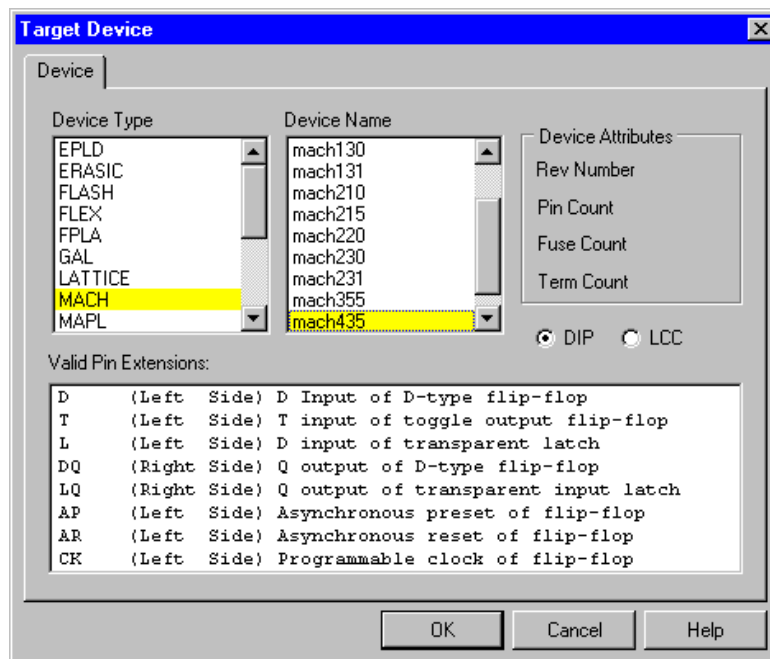 Target Device
Device
Device Type
EPLD
ERASIC
FLASH
FLEX
FPLA
GAL
LATTICE
MACH
MAPL
Device Name
mach130
mach131
mach210
mach215
mach220
mach230
mach231
mach355
mach435
Device Attributes
Rev Number
Pin Count
Fuse Count
Term Count
DIP LCC
Valid Pin Extensions:
D (Left Side) D Input of D-type flip-flop
T (Left Side) T input of toggle output flip-flop
L (Left Side) D input of transparent latch
DQ (Right Side) Q output of D-type flip-flop
LQ (Right Side) Q output of transparent input latch
AP (Left Side) Asynchronous preset of flip-flop
AR (Left Side) Asynchronous reset of flip-flop
CK (Left Side) Programmable clock of flip-flop
OK Cancel Help